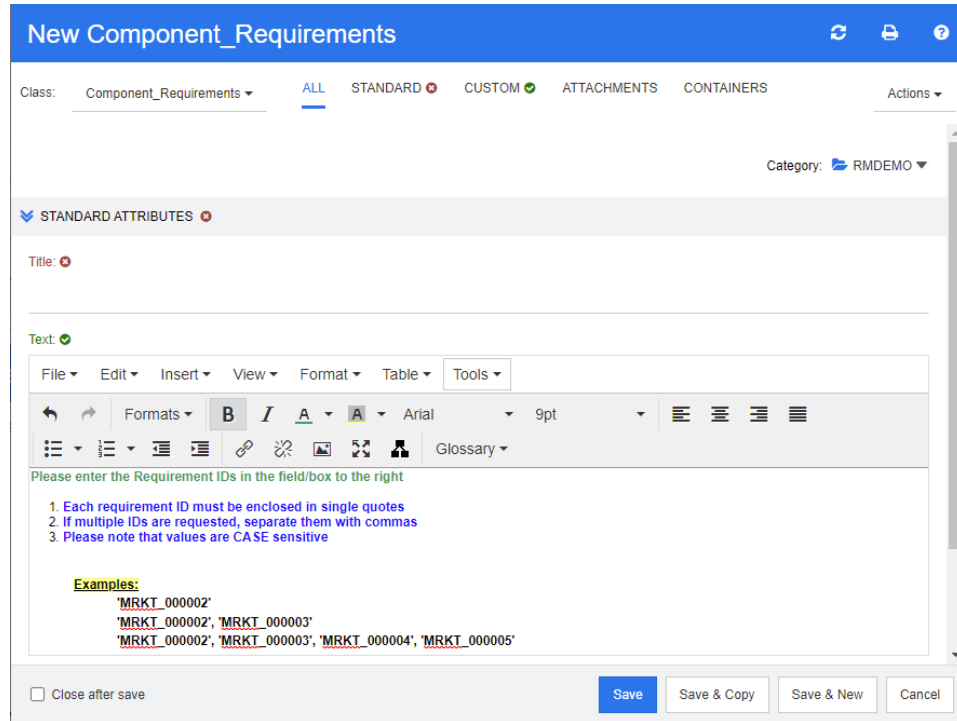 New Component_Requirements
Class: Component_Requirements ALL STANDARD CUSTOM ATTACHMENTS CONTAINERS Actions
Category: RMDEMO
STANDARD ATTRIBUTES
Title:
Text:
File Edit Insert View Format Table Tools
Formats B I A A Arial 9pt
Glossary
Please enter the Requirement IDs in the field/box to the right
1. Each requirement ID must be enclosed in single quotes
2. If multiple IDs are requested, separate them with commas
3. Please note that values are CASE sensitive
Examples:
'MRKT_000002'
'MRKT_000002', 'MRKT_000003'
'MRKT_000002', 'MRKT_000003', 'MRKT_000004', 'MRKT_000005'
Close after save Save Save & Copy Save & New Cancel